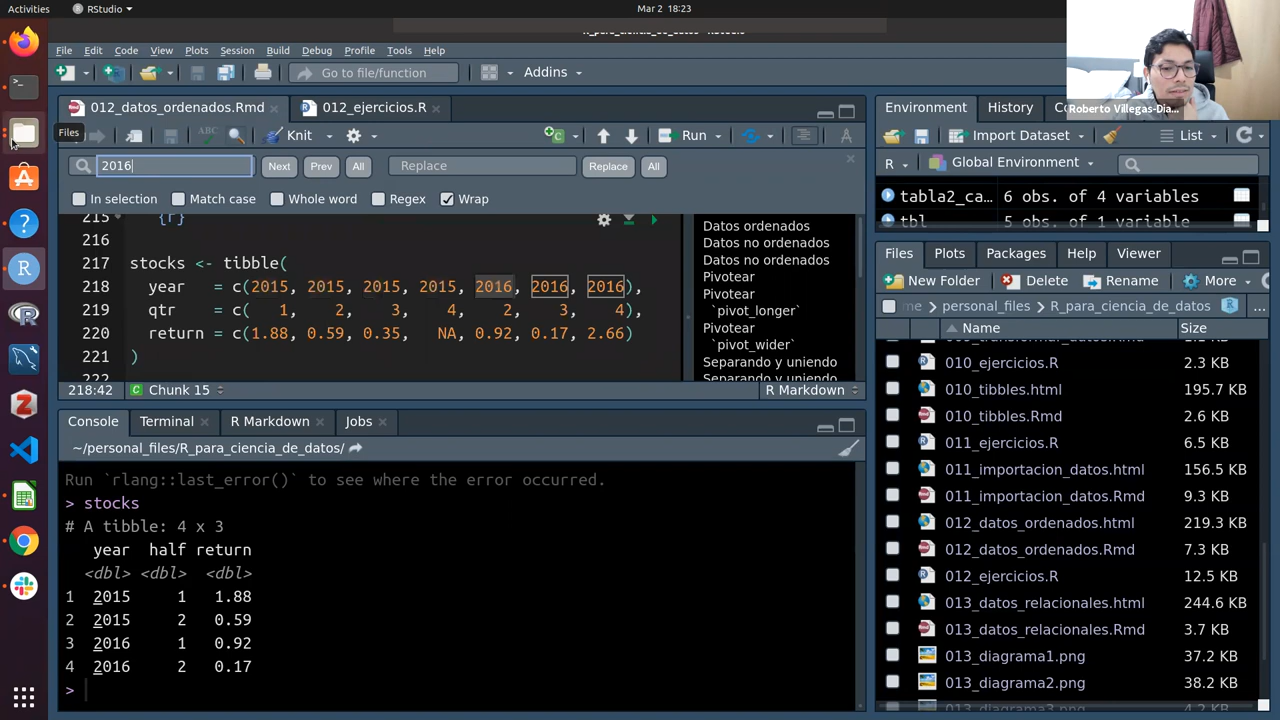 Activities
RStudio
Mar 2 18:23
File Edit Code View Plots Session Build Debug Profile Tools Help
Go to file/function
Addins
012_datos_ordenados.Rmd
012_ejercicios.R
Files
Knit
Run
2016
Next
Prev
All
Replace
Replace
All
In selection
Match case
Whole word
Regex
Wrap
215
{r}
216
217 stocks <- tibble(
218 year = c(2015, 2015, 2015, 2015, 2016, 2016, 2016),
219 qtr = c( 1, 2, 3, 4, 2, 3, 4),
220 return = c(1.88, 0.59, 0.35, NA, 0.92, 0.17, 2.66)
221 )
222
Datos ordenados
Datos no ordenados
Datos no ordenados
Pivotear
Pivotear
`pivot_longer`
Pivotear
`pivot_wider`
Separando y uniendo
Separando y uniendo
218:42
Chunk 15
R Markdown
Console
Terminal
R Markdown
Jobs
~/personal_files/R_para_ciencia_de_datos/
Run `rlang::last_error()` to see where the error occurred.
> stocks
# A tibble: 4 x 3
year half return
<dbl> <dbl> <dbl>
1 2015 1 1.88
2 2015 2 0.59
3 2016 1 0.92
4 2016 2 0.17
>
Roberto Villegas-Dia...
Environment
History
Import Dataset
List
R
Global Environment
tabla2_ca... 6 obs. of 4 variables
tbl 5 obs. of 1 variable
Files
Plots
Packages
Help
Viewer
New Folder
Delete
Rename
More
me
personal_files
R_para_ciencia_de_datos
...
Name
Size
010_ejercicios.R 2.3 KB
010_tibbles.html 195.7 KB
010_tibbles.Rmd 2.6 KB
011_ejercicios.R 6.5 KB
011_importacion_datos.html 156.5 KB
011_importacion_datos.Rmd 9.3 KB
012_datos_ordenados.html 219.3 KB
012_datos_ordenados.Rmd 7.3 KB
012_ejercicios.R 12.5 KB
013_datos_relacionales.html 244.6 KB
013_datos_relacionales.Rmd 3.7 KB
013_diagrama1.png 37.2 KB
013_diagrama2.png 38.2 KB